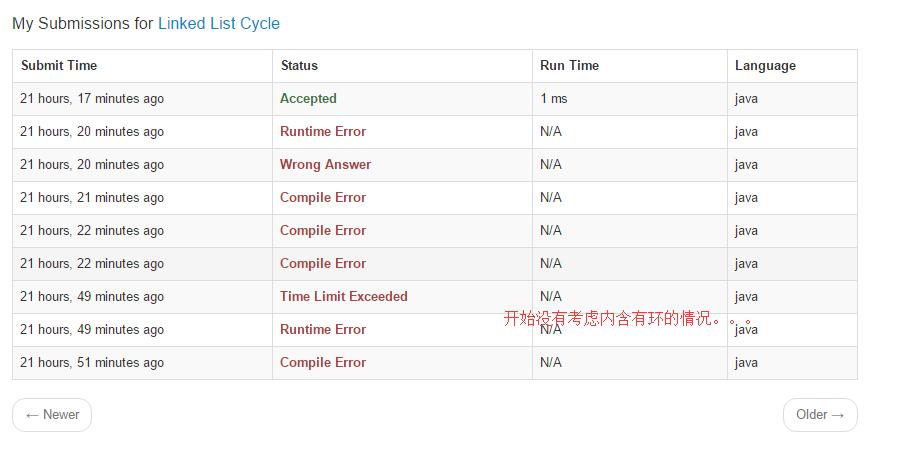 My Submissions for Linked List Cycle
Submit Time Status Run Time Language
21 hours, 17 minutes ago Accepted 1 ms java
21 hours, 20 minutes ago Runtime Error N/A java
21 hours, 20 minutes ago Wrong Answer N/A java
21 hours, 21 minutes ago Compile Error N/A java
21 hours, 22 minutes ago Compile Error N/A java
21 hours, 22 minutes ago Compile Error N/A java
21 hours, 49 minutes ago Time Limit Exceeded N/A java
开始没有考虑内含有环的情况。。。
21 hours, 49 minutes ago Runtime Error N/A java
21 hours, 51 minutes ago Compile Error N/A java
← Newer Older →